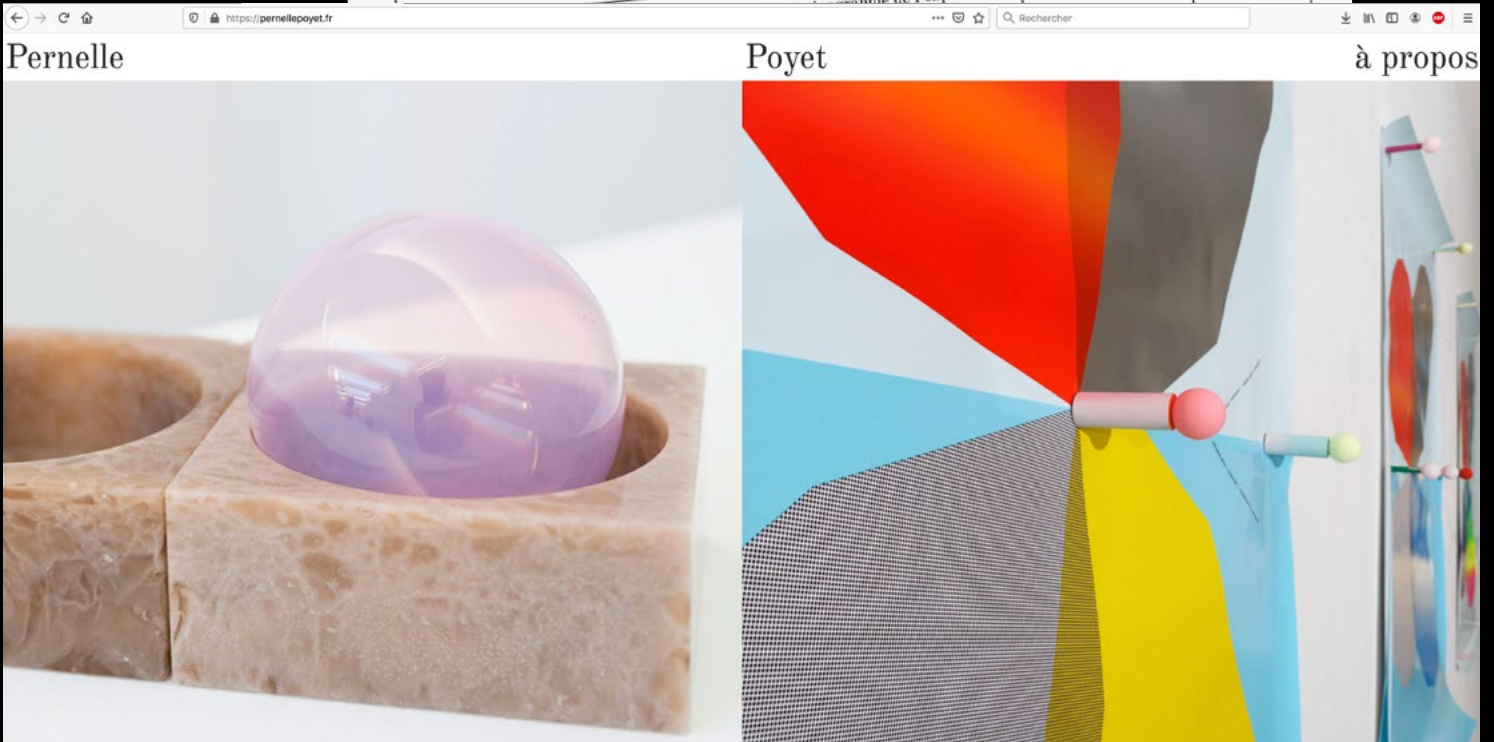 https://pernellepoyet.fr
Rechercher
Pernelle
Poyet
à propos